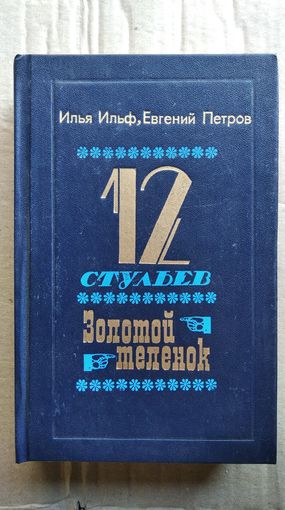 Илья Ильф, Евгений Петров
12
СТУЛЬЕВ
Золотой
теленок